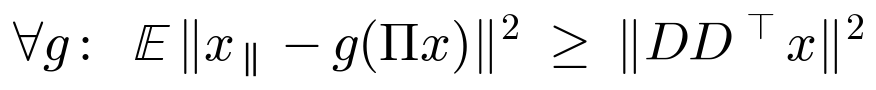 ∀g: 𝔼 ‖x_∥ − g(Πx)‖² ≥ ‖DD^⊤ x‖²